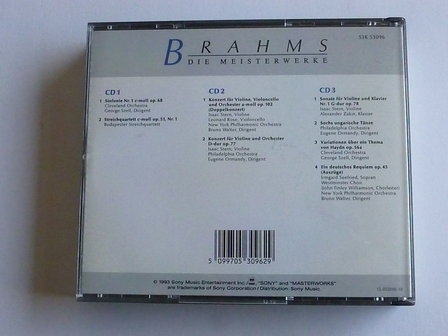 S3K 53096
BRAHMS
DIE MEISTERWERKE
CD 1
1 Sinfonie Nr. 1 c-moll op. 68
Cleveland Orchestra
George Szell, Dirigent
2 Streichquartett c-moll op. 51, Nr. 1
Budapester Streichquartett
CD 2
1 Konzert für Violine, Violoncello
und Orchester a-moll op. 102
(Doppelkonzert)
Isaac Stern, Violine
Leonard Rose, Violoncello
New York Philharmonic Orchestra
Bruno Walter, Dirigent
2 Konzert für Violine und Orchester
D-dur op. 77
Isaac Stern, Violine
Philadelphia Orchestra
Eugene Ormandy, Dirigent
CD 3
1 Sonate für Violine und Klavier
Nr. 1 G-dur op. 78
Isaac Stern, Violine
Alexander Zakin, Klavier
2 Sechs ungarische Tänze
Philadelphia Orchestra
Eugene Ormandy, Dirigent
3 Variationen über ein Thema
von Haydn op. 56a
Cleveland Orchestra
George Szell, Dirigent
4 Ein deutsches Requiem op. 45
(Auszüge)
Irmgard Seefried, Sopran
Westminster Choir
(John Finley Williamson, Chorleiter)
New York Philharmonic Orchestra
Bruno Walter, Dirigent
5 099705 309629
© 1993 Sony Music Entertainment Inc./ "SONY" and "MASTERWORKS"
are trademarks of Sony Corporation / Distribution: Sony Music.